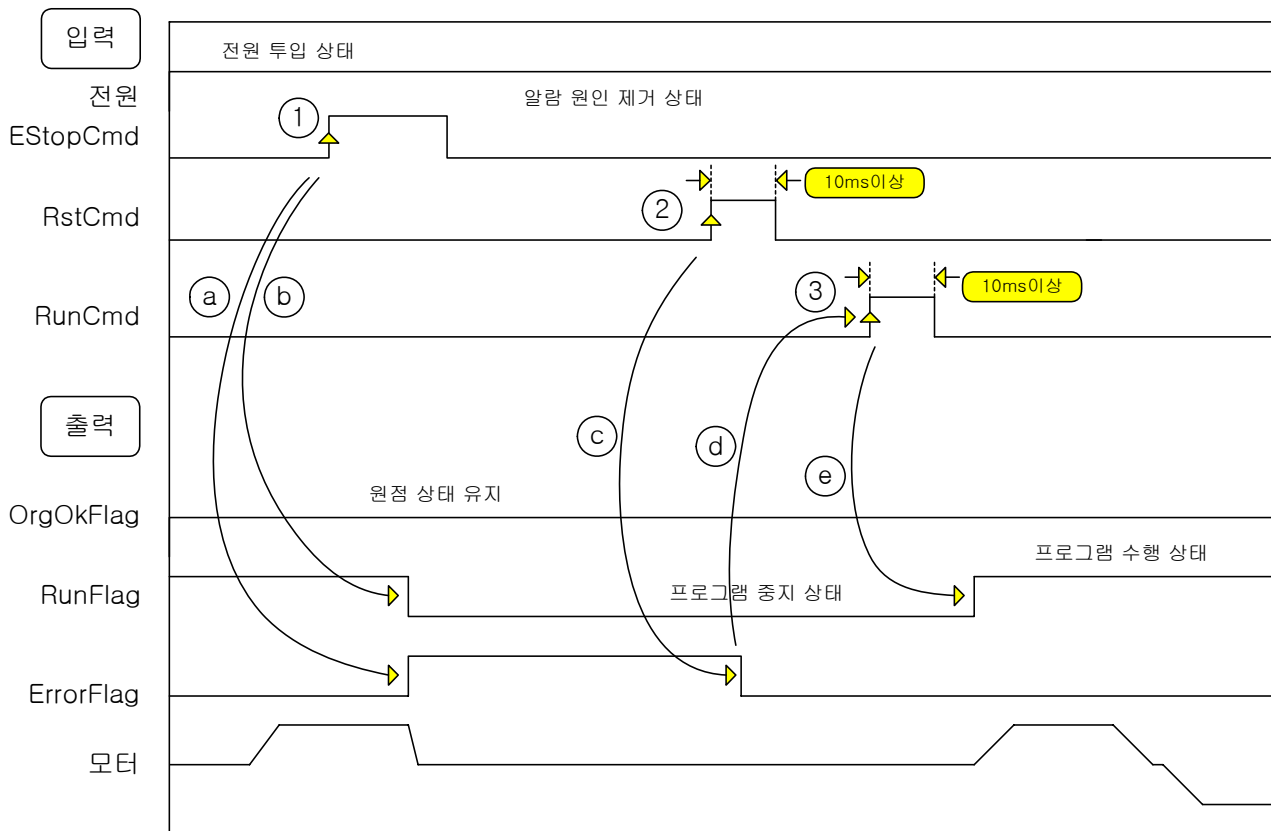 입력
전원 투입 상태
전원
알람 원인 제거 상태
EStopCmd
1
10ms이상
RstCmd
2
a
b
3
10ms이상
RunCmd
출력
c
d
e
원점 상태 유지
OrgOkFlag
프로그램 수행 상태
RunFlag
프로그램 중지 상태
ErrorFlag
모터